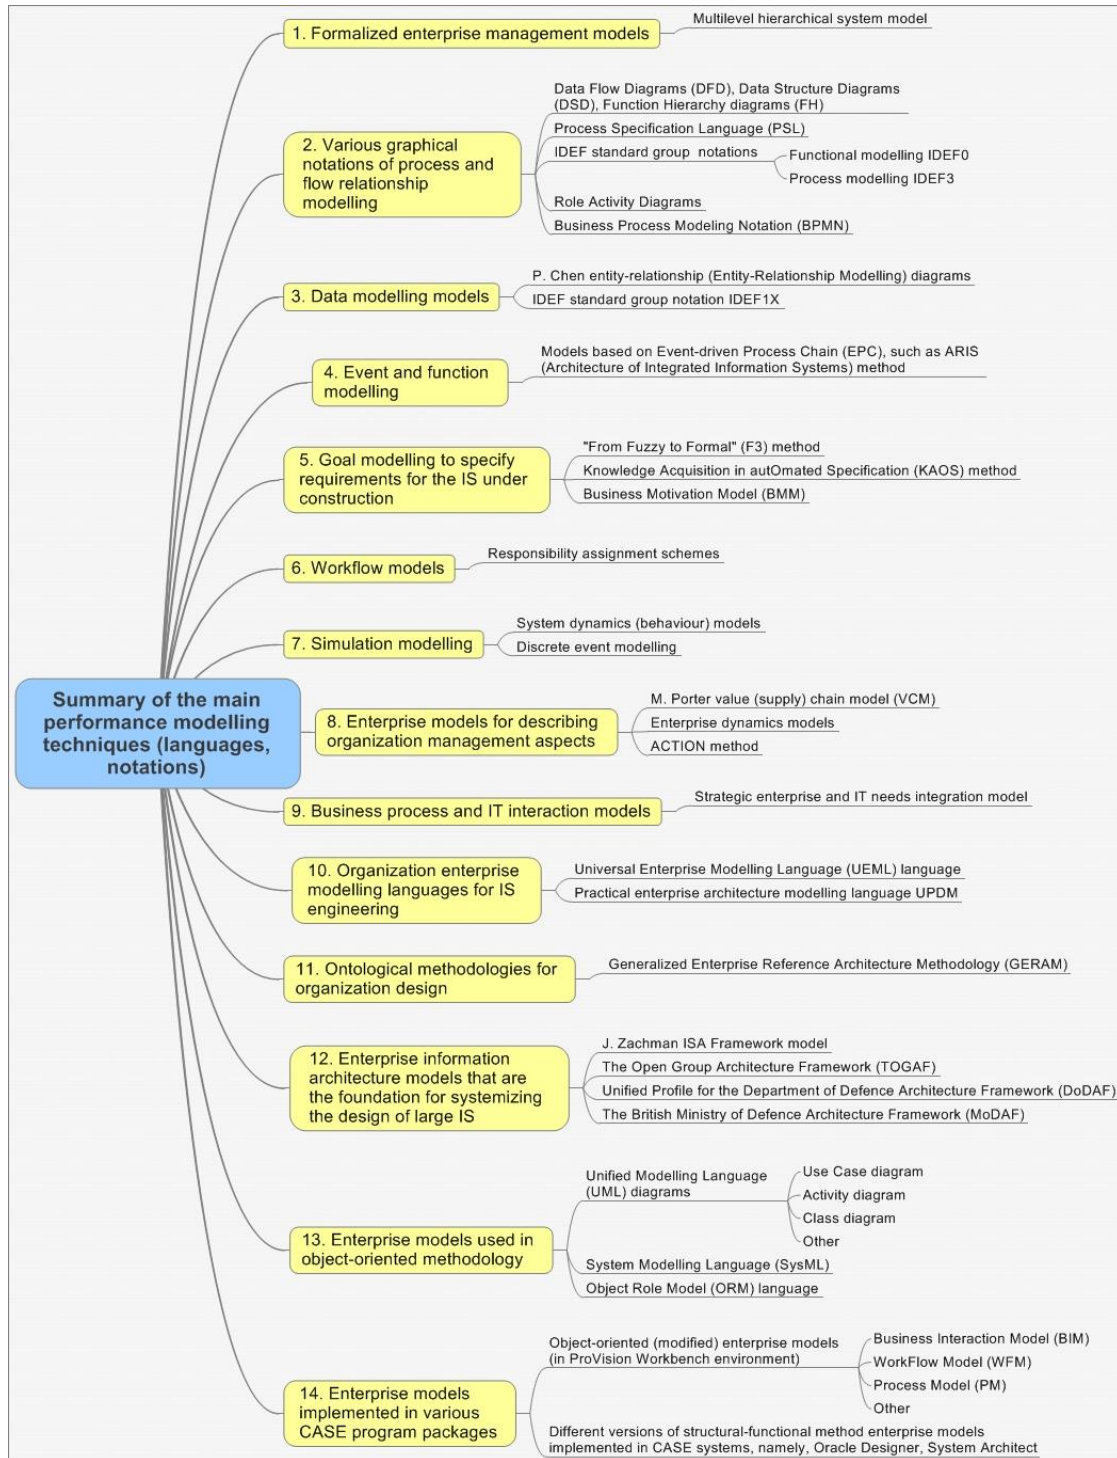 1. Formalized enterprise management models
Multilevel hierarchical system model
2. Various graphical
notations of process and
flow relationship
modelling
Data Flow Diagrams (DFD), Data Structure Diagrams
(DSD), Function Hierarchy diagrams (FH)
Process Specification Language (PSL)
IDEF standard group notations
Functional modelling IDEF0
Process modelling IDEF3
Role Activity Diagrams
Business Process Modeling Notation (BPMN)
3. Data modelling models
P. Chen entity-relationship (Entity-Relationship Modelling) diagrams
IDEF standard group notation IDEF1X
4. Event and function
modelling
Models based on Event-driven Process Chain (EPC), such as ARIS
(Architecture of Integrated Information Systems) method
5. Goal modelling to specify
requirements for the IS under
construction
"From Fuzzy to Formal" (F3) method
Knowledge Acquisition in autOmated Specification (KAOS) method
Business Motivation Model (BMM)
6. Workflow models
Responsibility assignment schemes
7. Simulation modelling
System dynamics (behaviour) models
Discrete event modelling
Summary of the main
performance modelling
techniques (languages,
notations)
8. Enterprise models for describing
organization management aspects
M. Porter value (supply) chain model (VCM)
Enterprise dynamics models
ACTION method
9. Business process and IT interaction models
Strategic enterprise and IT needs integration model
10. Organization enterprise
modelling languages for IS
engineering
Universal Enterprise Modelling Language (UEML) language
Practical enterprise architecture modelling language UPDM
11. Ontological methodologies for
organization design
Generalized Enterprise Reference Architecture Methodology (GERAM)
12. Enterprise information
architecture models that are
the foundation for systemizing
the design of large IS
J. Zachman ISA Framework model
The Open Group Architecture Framework (TOGAF)
Unified Profile for the Department of Defence Architecture Framework (DoDAF)
The British Ministry of Defence Architecture Framework (MoDAF)
13. Enterprise models used in
object-oriented methodology
Unified Modelling Language
(UML) diagrams
Use Case diagram
Activity diagram
Class diagram
Other
System Modelling Language (SysML)
Object Role Model (ORM) language
14. Enterprise models
implemented in various
CASE program packages
Object-oriented (modified) enterprise models
(in ProVision Workbench environment)
Business Interaction Model (BIM)
WorkFlow Model (WFM)
Process Model (PM)
Other
Different versions of structural-functional method enterprise models
implemented in CASE systems, namely, Oracle Designer, System Architect